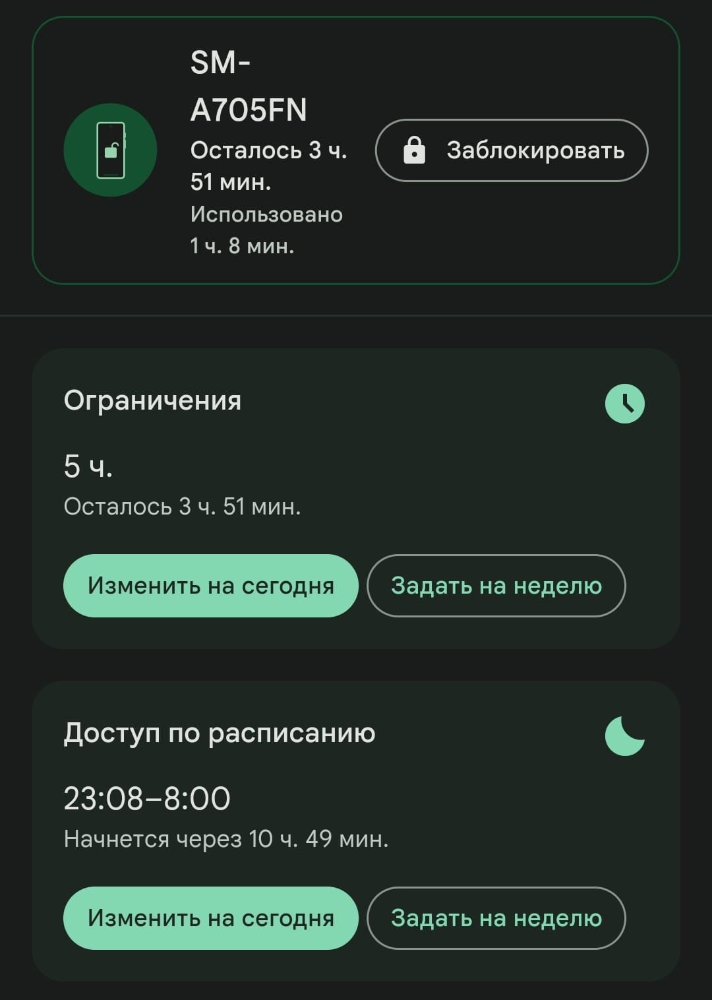 SM-
A705FN
Осталось 3 ч.
51 мин.
Использовано
1 ч. 8 мин.
Заблокировать
Ограничения
5 ч.
Осталось 3 ч. 51 мин.
Изменить на сегодня
Задать на неделю
Доступ по расписанию
23:08–8:00
Начнется через 10 ч. 49 мин.
Изменить на сегодня
Задать на неделю